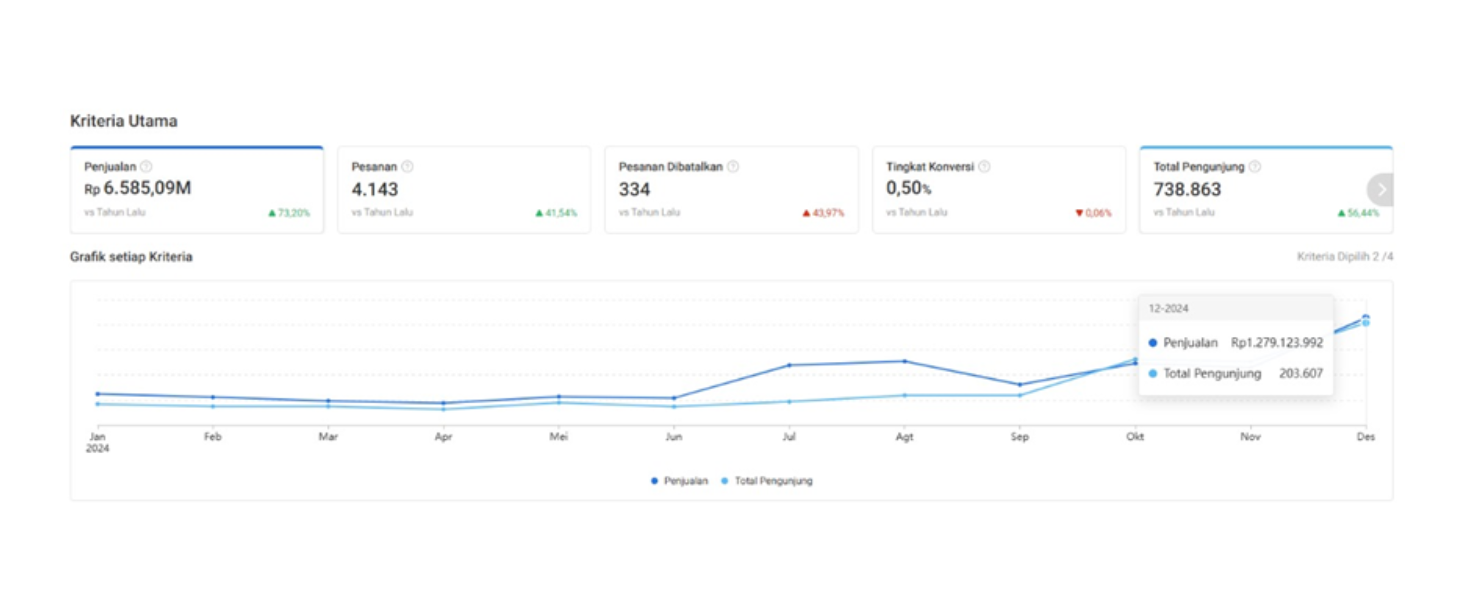 Kriteria Utama
Penjualan
Rp 6.585,09M
vs Tahun Lalu 73,20%
Pesanan
4.143
vs Tahun Lalu 41,54%
Pesanan Dibatalkan
334
vs Tahun Lalu 43,97%
Tingkat Konversi
0,50%
vs Tahun Lalu 0,06%
Total Pengunjung
738.863
vs Tahun Lalu 56,44%
Grafik setiap Kriteria
Kriteria Dipilih 2 /4
12-2024
Penjualan Rp1.279.123.992
Total Pengunjung 203.607
Jan Feb Mar Apr Mei Jun Jul Agt Sep Okt Nov Des
2024
Penjualan Total Pengunjung